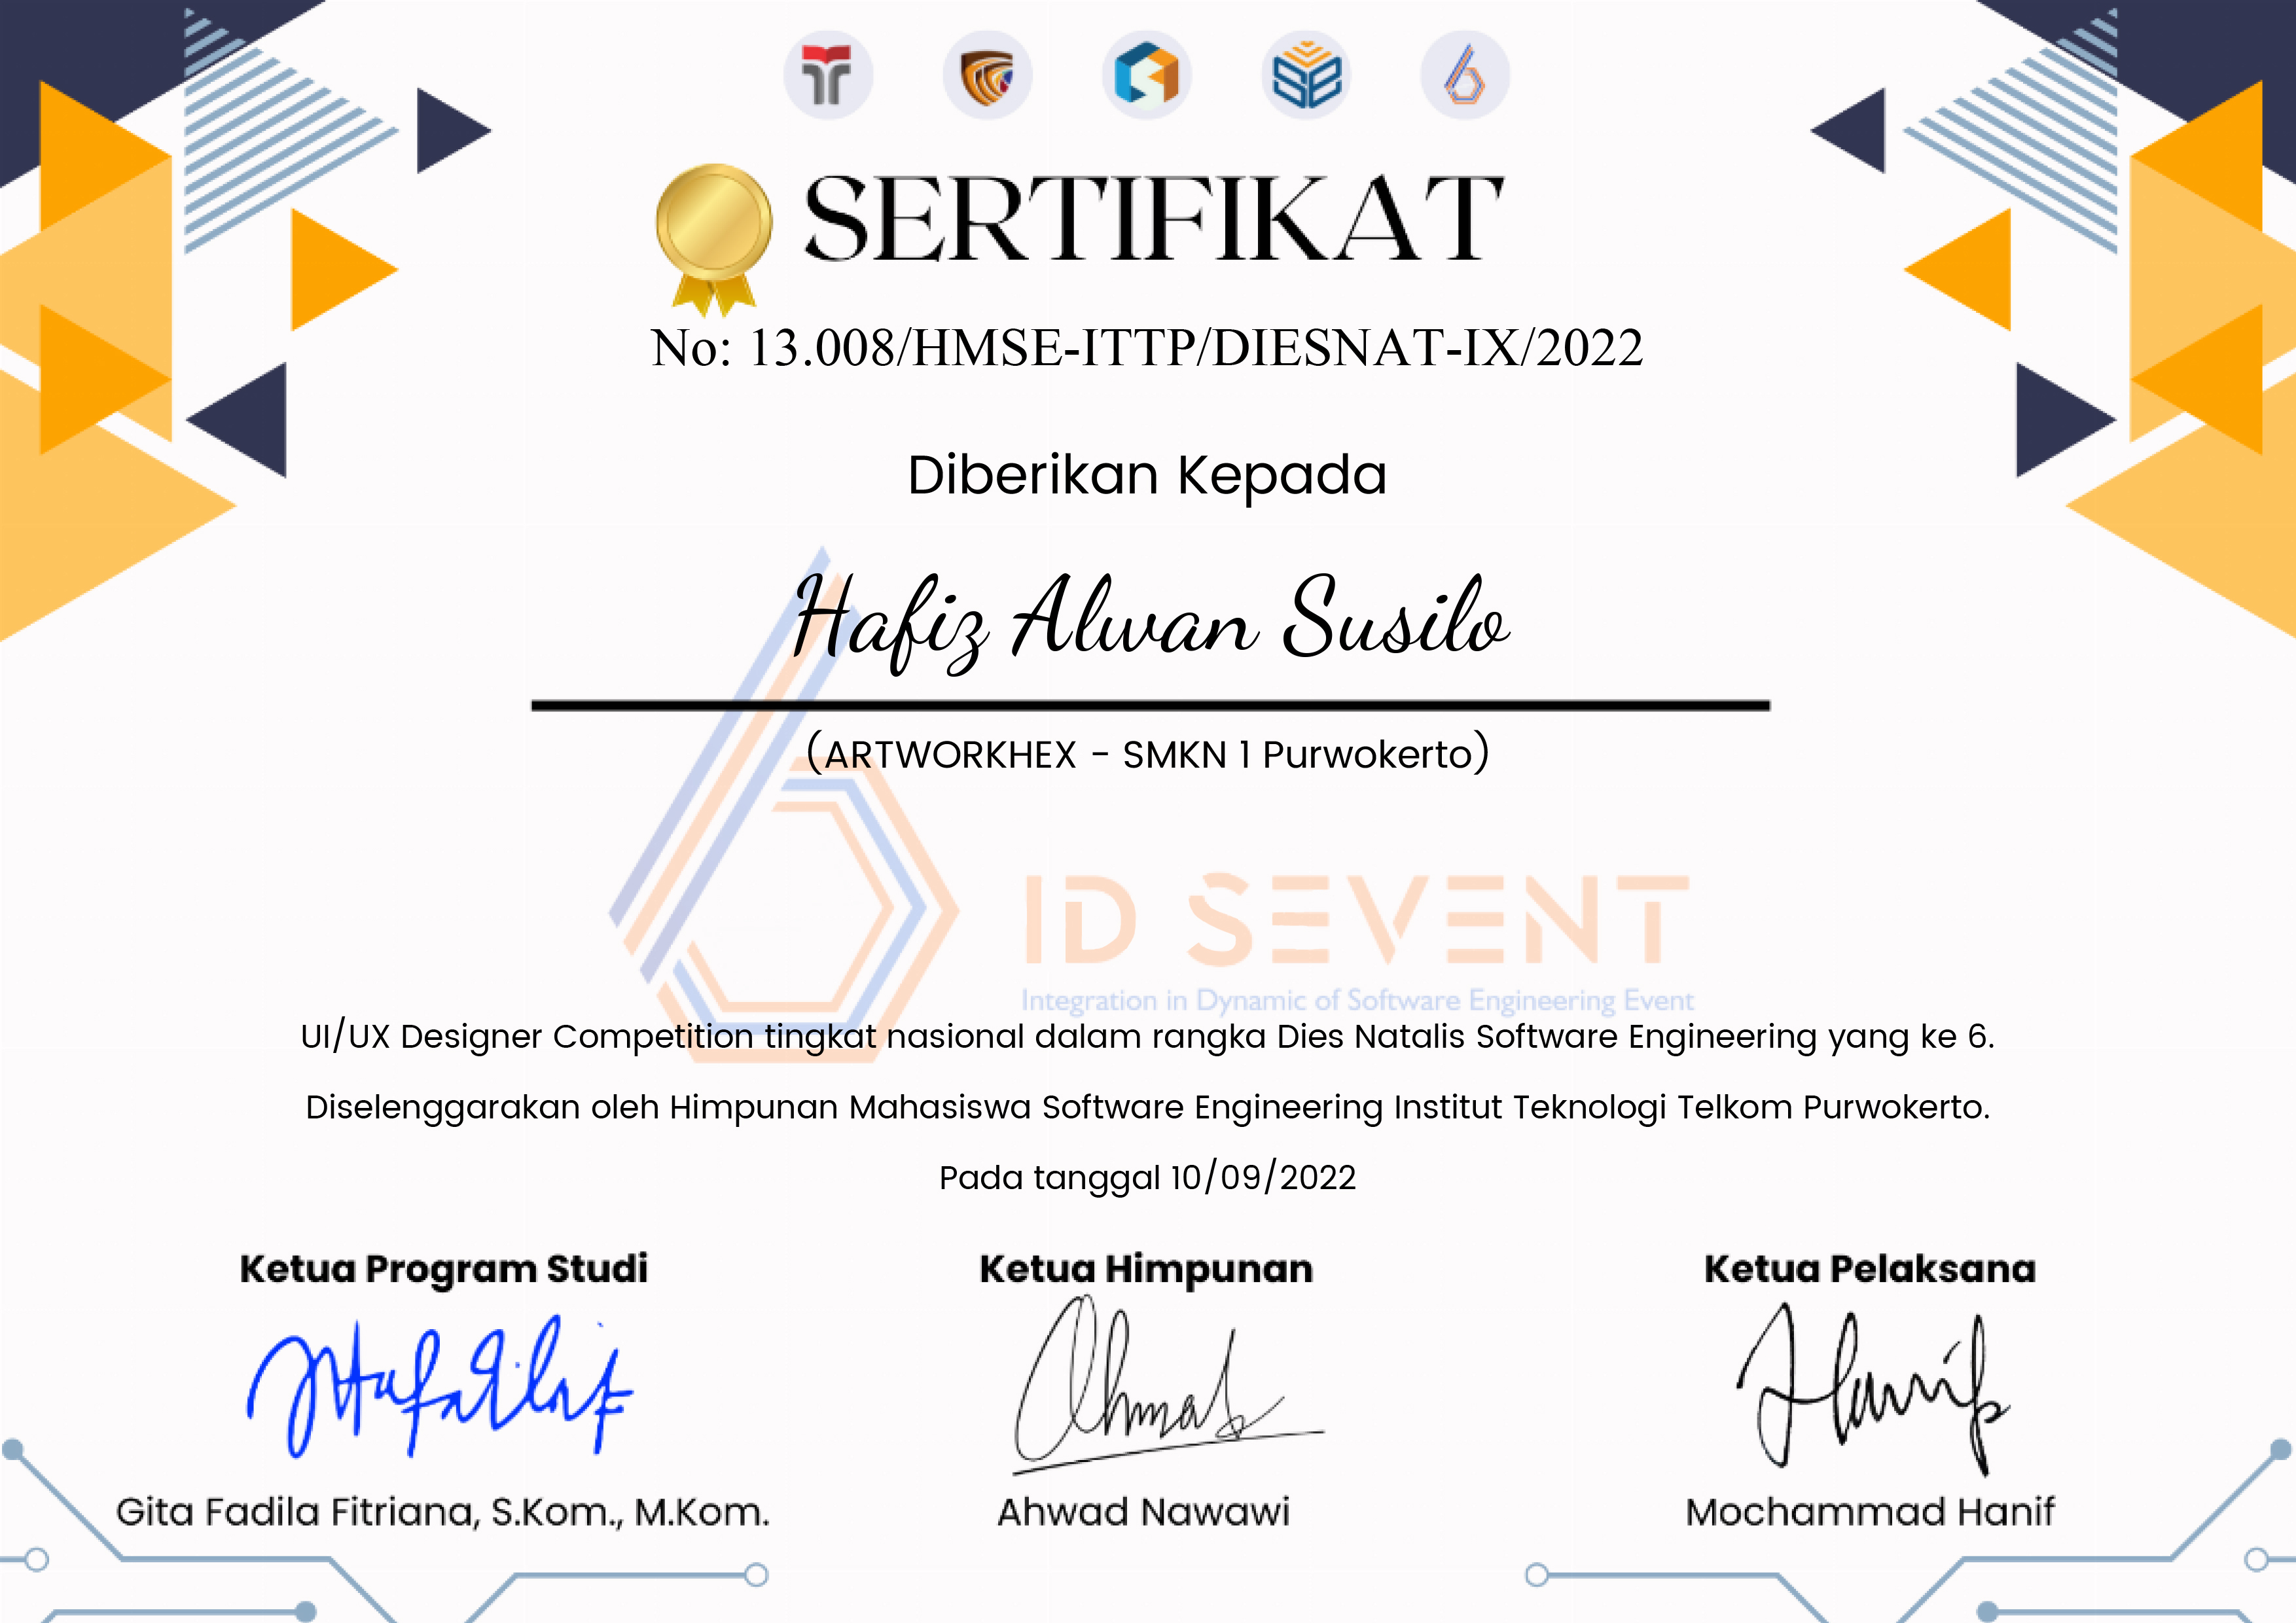 SERTIFIKAT
No: 13.008/HMSE-ITTP/DIESNAT-IX/2022
Diberikan Kepada
Hafiz Alwan Susilo
(ARTWORKHEX - SMKN 1 Purwokerto)
ID SEVENT
Integration in Dynamic of Software Engineering Event
UI/UX Designer Competition tingkat nasional dalam rangka Dies Natalis Software Engineering yang ke 6.
Diselenggarakan oleh Himpunan Mahasiswa Software Engineering Institut Teknologi Telkom Purwokerto.
Pada tanggal 10/09/2022
Ketua Program Studi
Ketua Himpunan
Ketua Pelaksana
Gita Fadila Fitriana, S.Kom., M.Kom.
Ahwad Nawawi
Mochammad Hanif